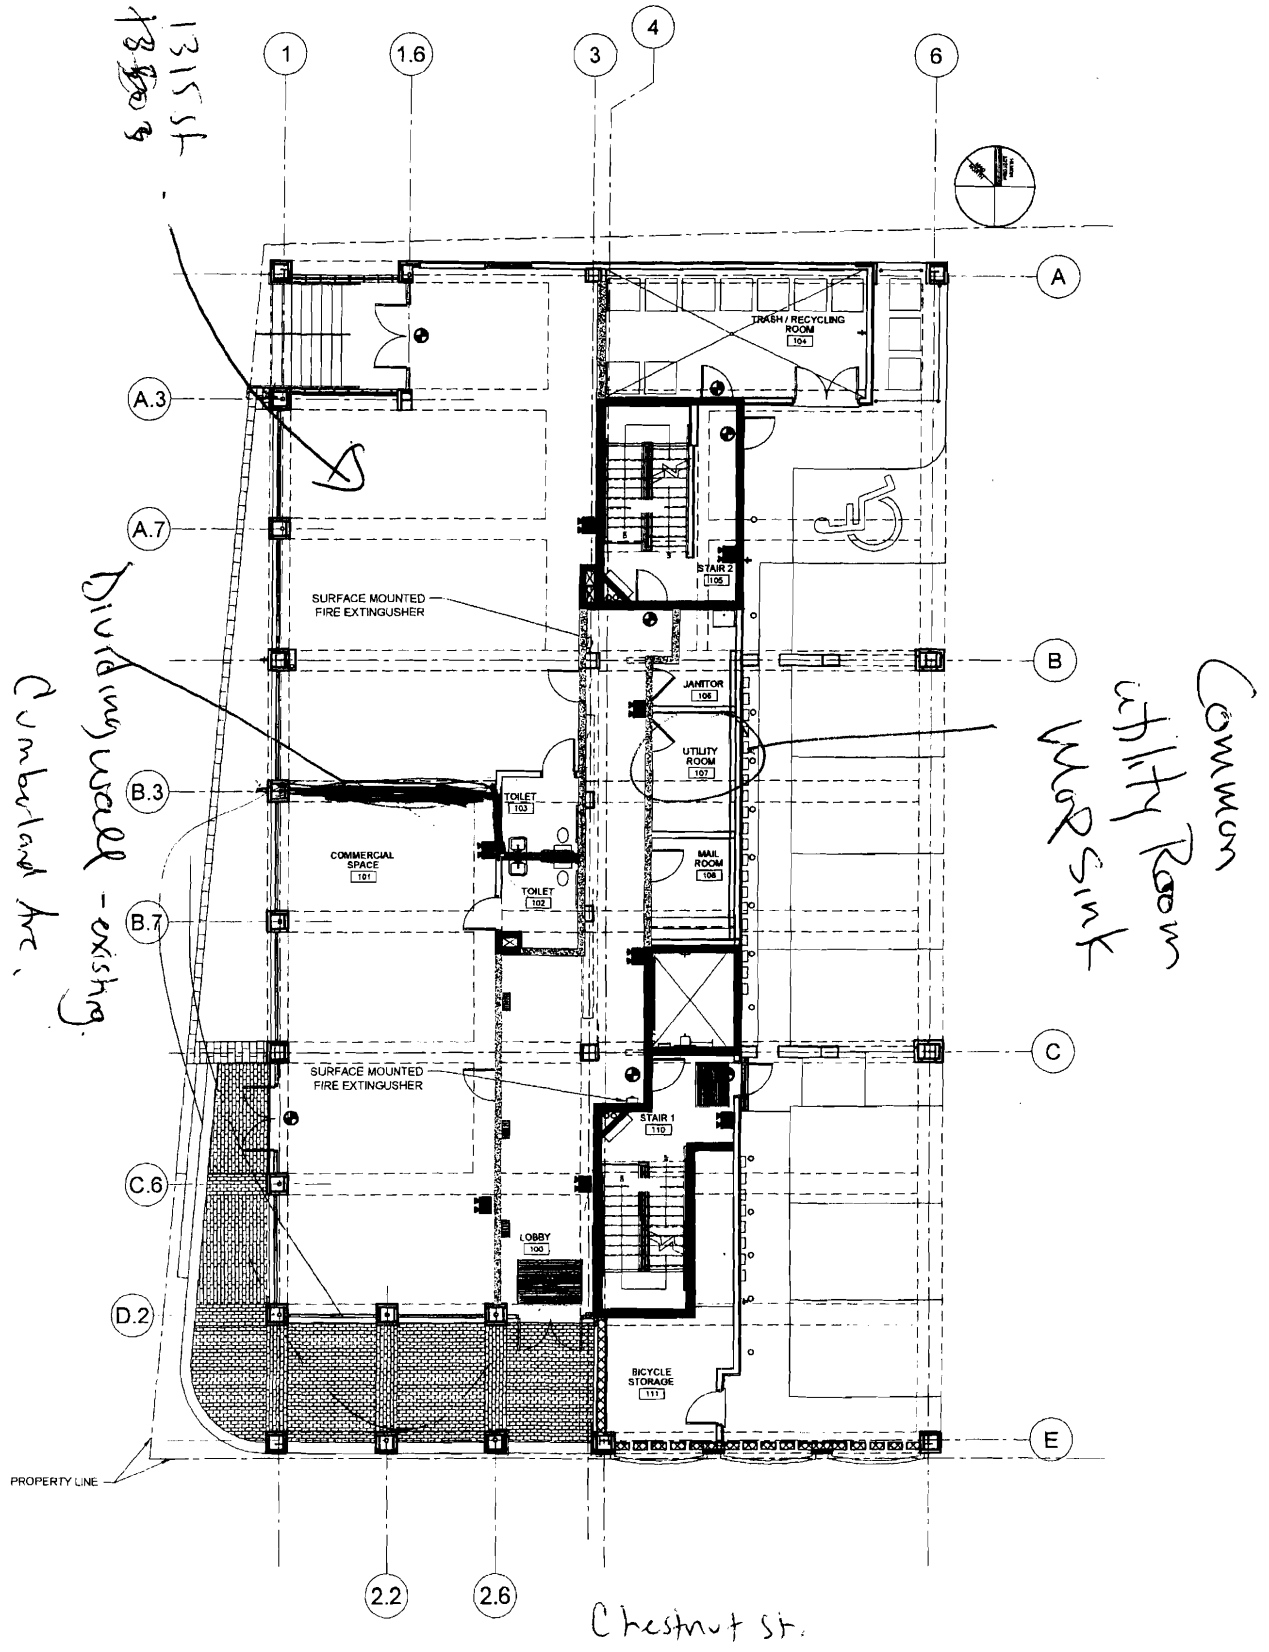 1315 sf
1
1.6
3
4
6
PROJECT
NORTH
A
A.3
A.7
B
B.3
B.7
C
C.6
D.2
E
2.2
2.6
TRASH / RECYCLING
ROOM
104
STAIR 2
105
SURFACE MOUNTED
FIRE EXTINGUSHER
JANITOR
106
UTILITY
ROOM
107
TOILET
103
COMMERCIAL
SPACE
101
MAIL
ROOM
108
TOILET
102
SURFACE MOUNTED
FIRE EXTINGUSHER
STAIR 1
110
LOBBY
100
BICYCLE
STORAGE
111
PROPERTY LINE
Dividing wall - existing.
Cumberland Ave.
Common
utility Room
Mop Sink
Chestnut St.